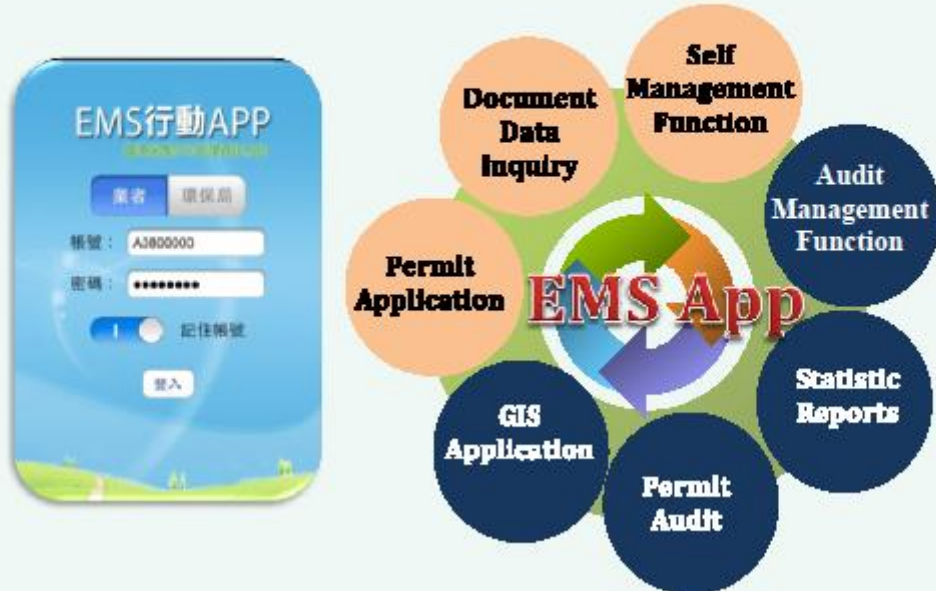 EMS行動APP
業者
環保局
帳號：
A3800000
密碼：
●●●●●●●●
記住帳號
登入
Self
Management
Function
Document
Data
Inquiry
Audit
Management
Function
Permit
Application
EMS App
Statistic
Reports
GIS
Application
Permit
Audit